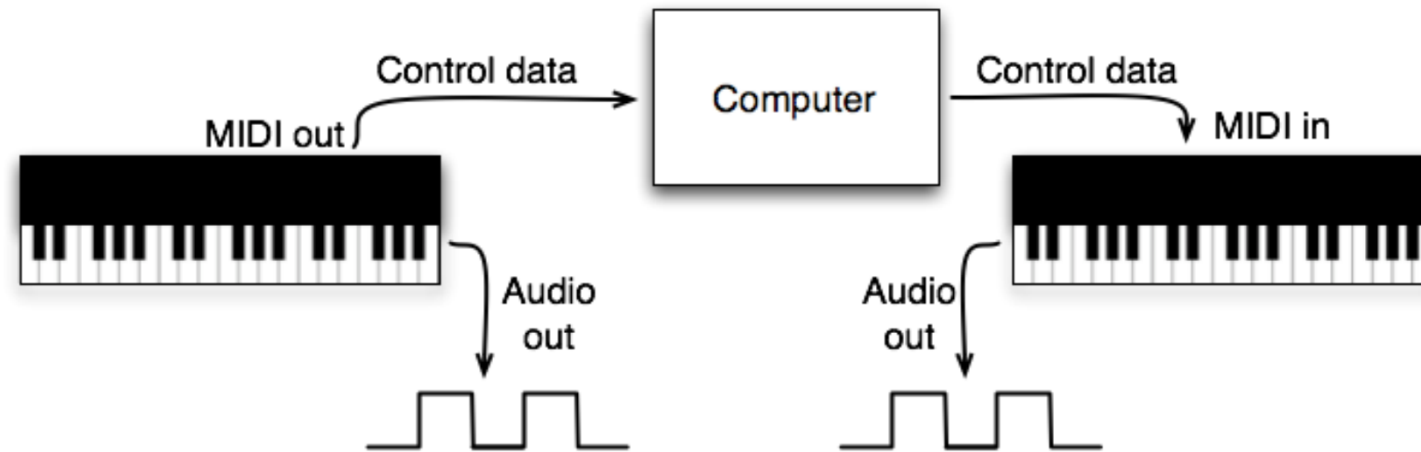 Control data
Computer
Control data
MIDI out
MIDI in
Audio
out
Audio
out